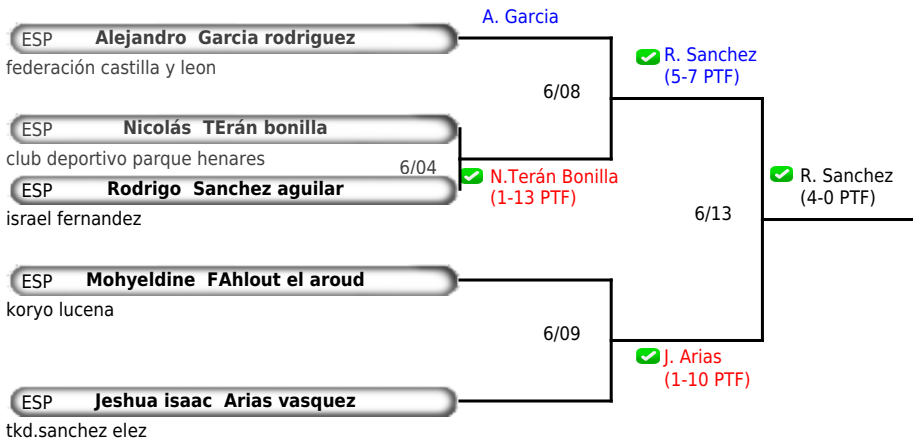 A. Garcia
ESP Alejandro Garcia rodriguez
federación castilla y leon
R. Sanchez
(5-7 PTF)
6/08
ESP Nicolás TErán bonilla
club deportivo parque henares
6/04
N.Terán Bonilla
(1-13 PTF)
R. Sanchez
(4-0 PTF)
ESP Rodrigo Sanchez aguilar
israel fernandez
6/13
ESP Mohyeldine FAhlout el aroud
koryo lucena
6/09
J. Arias
(1-10 PTF)
ESP Jeshua isaac Arias vasquez
tkd.sanchez elez